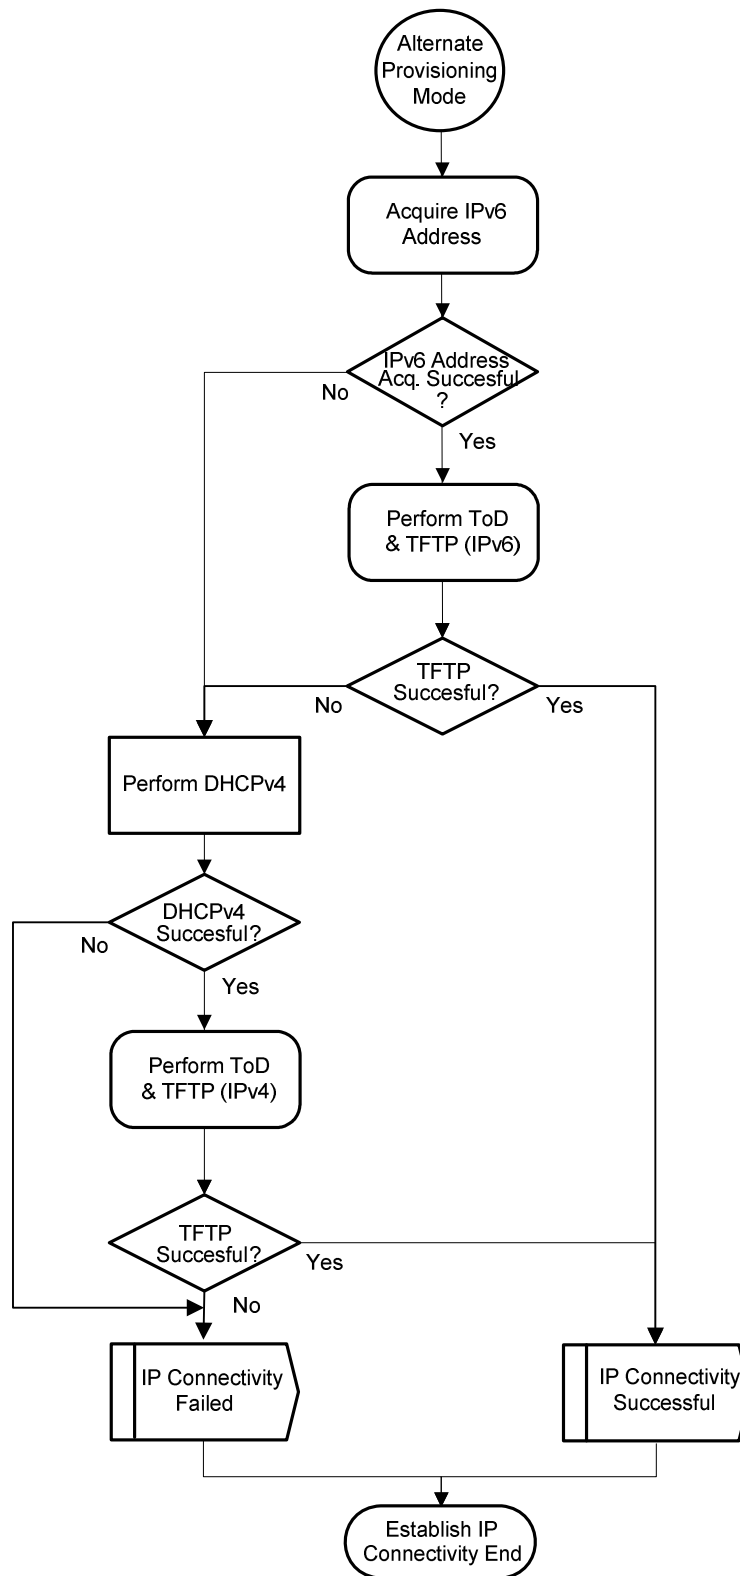 Alternate
Provisioning
Mode
Acquire IPv6
Address
IPv6 Address
Acq. Succesful
?
No
Yes
Perform ToD
& TFTP (IPv6)
TFTP
Succesful?
No
Yes
Perform DHCPv4
DHCPv4
Succesful?
No
Yes
Perform ToD
& TFTP (IPv4)
TFTP
Succesful?
Yes
No
IP Connectivity
Failed
IP Connectivity
Successful
Establish IP
Connectivity End